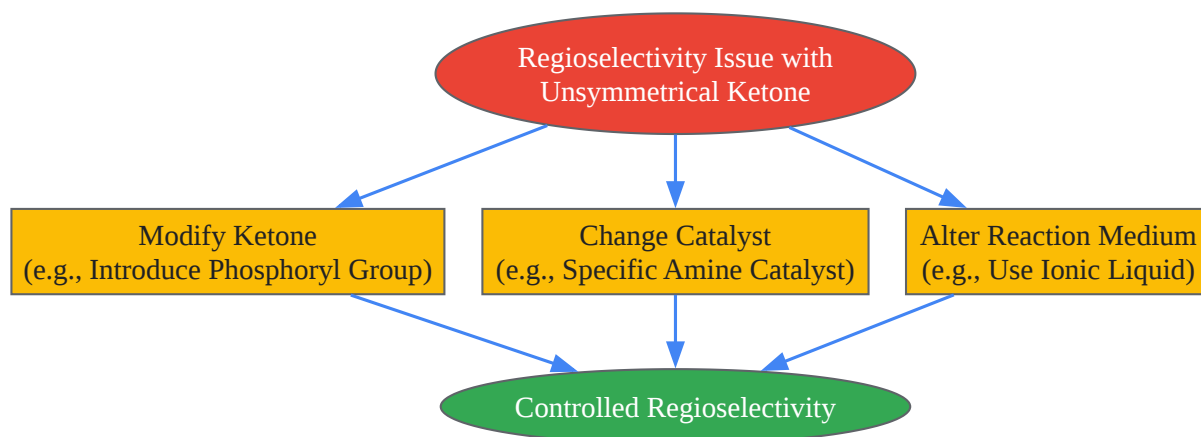 Regioselectivity Issue with
Unsymmetrical Ketone
Modify Ketone
(e.g., Introduce Phosphoryl Group)
Change Catalyst
(e.g., Specific Amine Catalyst)
Alter Reaction Medium
(e.g., Use Ionic Liquid)
Controlled Regioselectivity